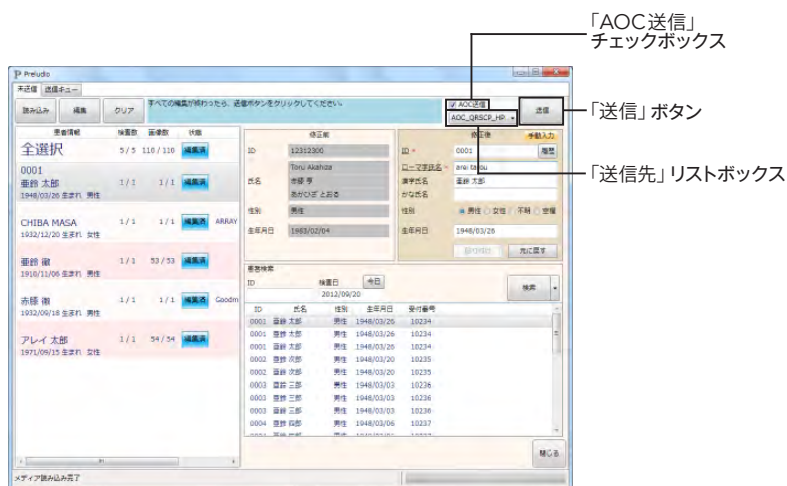 「AOC送信」
チェックボックス
Preludio
未送信 送信キュー
読み込み 編集 クリア すべての編集が終わったら、送信ボタンをクリックしてください。 AOC送信 送信
AOC_QRSCP_HP
「送信」ボタン
「送信先」リストボックス
患者情報 検査数 画像数 状態
全選択 5/5 110/110 編集済
0001
亜鈴 太郎 1/1 1/1 編集済
1948/03/26 生まれ 男性
CHIBA MASA 1/1 1/1 編集済 ARRAY
1932/12/20 生まれ 女性
亜鈴 徹 1/1 53/53 編集済
1910/11/06 生まれ 男性
赤膝 徹 1/1 1/1 編集済 Goodm
1932/09/18 生まれ 男性
アレイ 太郎 1/1 54/54 編集済
1971/09/15 生まれ 女性
修正前
ID 12312300
Toru Akahiza
氏名 赤膝 亨
あかひざ とおる
性別 男性
生年月日 1983/02/04
修正後 手動入力
ID * 0001 履歴
ローマ字氏名 * arei tarou
漢字氏名 亜鈴 太郎
かな氏名
性別 男性 女性 不明 空欄
生年月日 1948/03/26
元に戻す
患者検索
ID 検査日 今日 検索
2012/09/20
ID 氏名 性別 生年月日 受付番号
0001 亜鈴 太郎 男性 1948/03/26 10234
0001 亜鈴 太郎 男性 1948/03/26 10234
0001 亜鈴 太郎 男性 1948/03/26 10234
0002 亜鈴 次郎 男性 1948/03/20 10235
0002 亜鈴 次郎 男性 1948/03/20 10235
0003 亜鈴 三郎 男性 1948/03/03 10236
0003 亜鈴 三郎 男性 1948/03/03 10236
0003 亜鈴 三郎 男性 1948/03/03 10236
0004 亜鈴 四郎 男性 1948/03/06 10237
閉じる
メディア読み込み完了